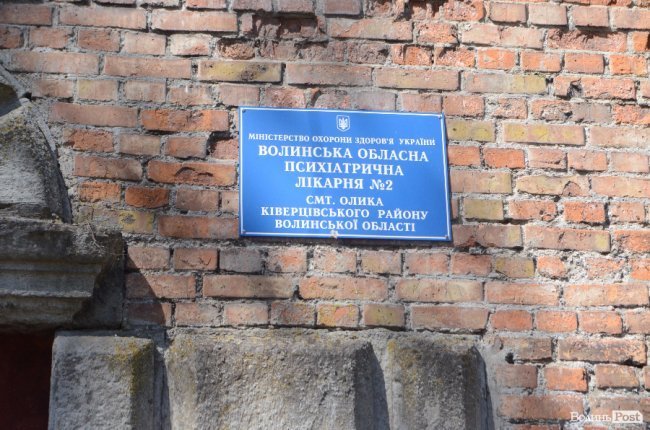 МІНІСТЕРСТВО ОХОРОНИ ЗДОРОВ'Я УКРАЇНИ
ВОЛИНСЬКА ОБЛАСНА
ПСИХІАТРИЧНА
ЛІКАРНЯ №2
СМТ. ОЛИКА
КІВЕРЦІВСЬКОГО РАЙОНУ
ВОЛИНСЬКОЇ ОБЛАСТІ
ВолиньPost